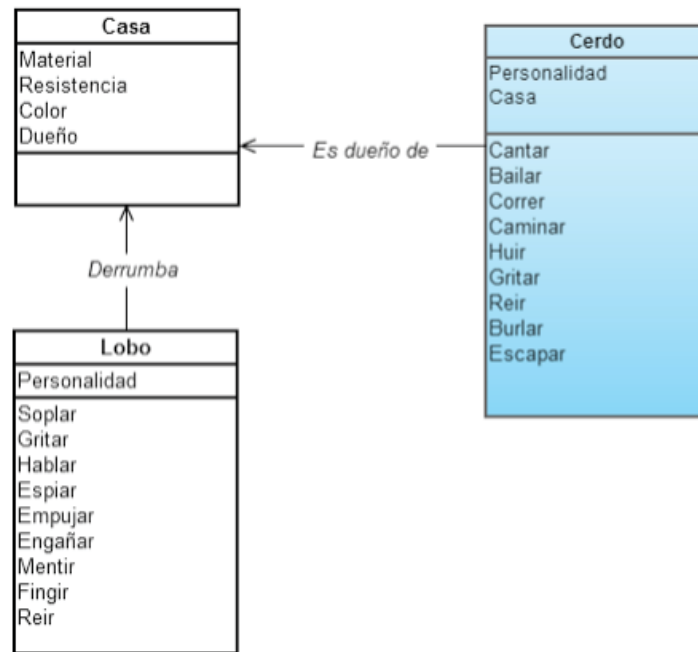 Casa
Material
Resistencia
Color
Dueño
Cerdo
Personalidad
Casa
Cantar
Bailar
Correr
Caminar
Huir
Gritar
Reir
Burlar
Escapar
Es dueño de
Derrumba
Lobo
Personalidad
Soplar
Gritar
Hablar
Espiar
Empujar
Engañar
Mentir
Fingir
Reir